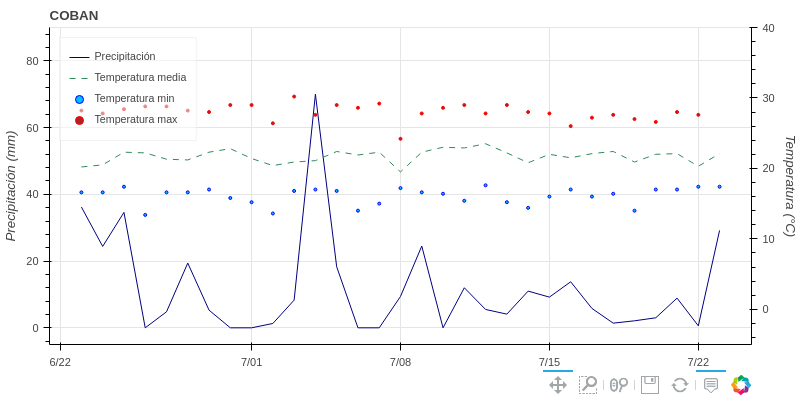 COBAN
Precipitación
Temperatura media
Temperatura min
Temperatura max
Precipitación (mm)
80
60
40
20
0
Temperatura (°C)
40
30
20
10
0
6/22 7/01 7/08 7/15 7/22